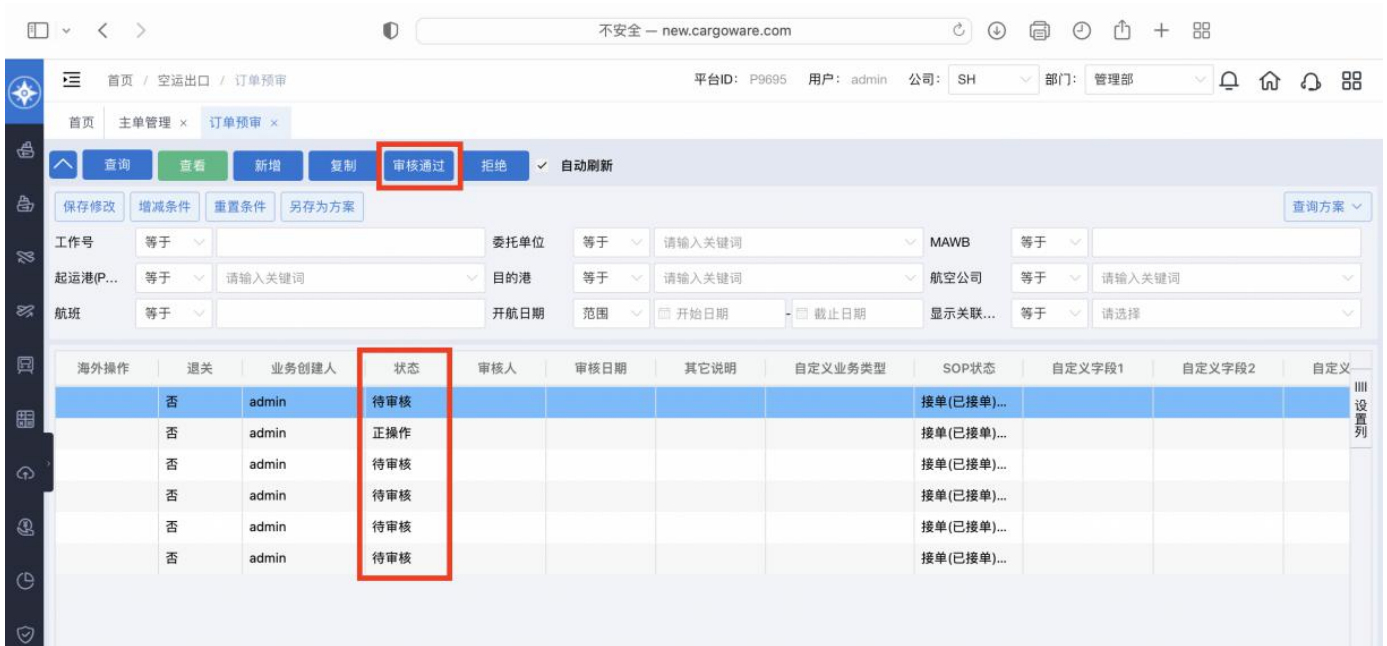 不安全 — new.cargoware.com
首页 / 空运出口 / 订单预审 平台ID: P9695 用户: admin 公司: SH 部门: 管理部
首页 主单管理 × 订单预审 ×
查询 查看 新增 复制 审核通过 拒绝 自动刷新
保存修改 增减条件 重置条件 另存为方案 查询方案
工作号 等于 委托单位 等于 请输入关键词 MAWB 等于
起运港(P... 等于 请输入关键词 目的港 等于 请输入关键词 航空公司 等于 请输入关键词
航班 等于 开航日期 范围 开始日期 - 截止日期 显示关联... 等于 请选择
海外操作 退关 业务创建人 状态 审核人 审核日期 其它说明 自定义业务类型 SOP状态 自定义字段1 自定义字段2 自定义
否 admin 待审核 接单(已接单)...
否 admin 正操作 接单(已接单)...
否 admin 待审核 接单(已接单)...
否 admin 待审核 接单(已接单)...
否 admin 待审核 接单(已接单)...
否 admin 待审核 接单(已接单)...
设置列